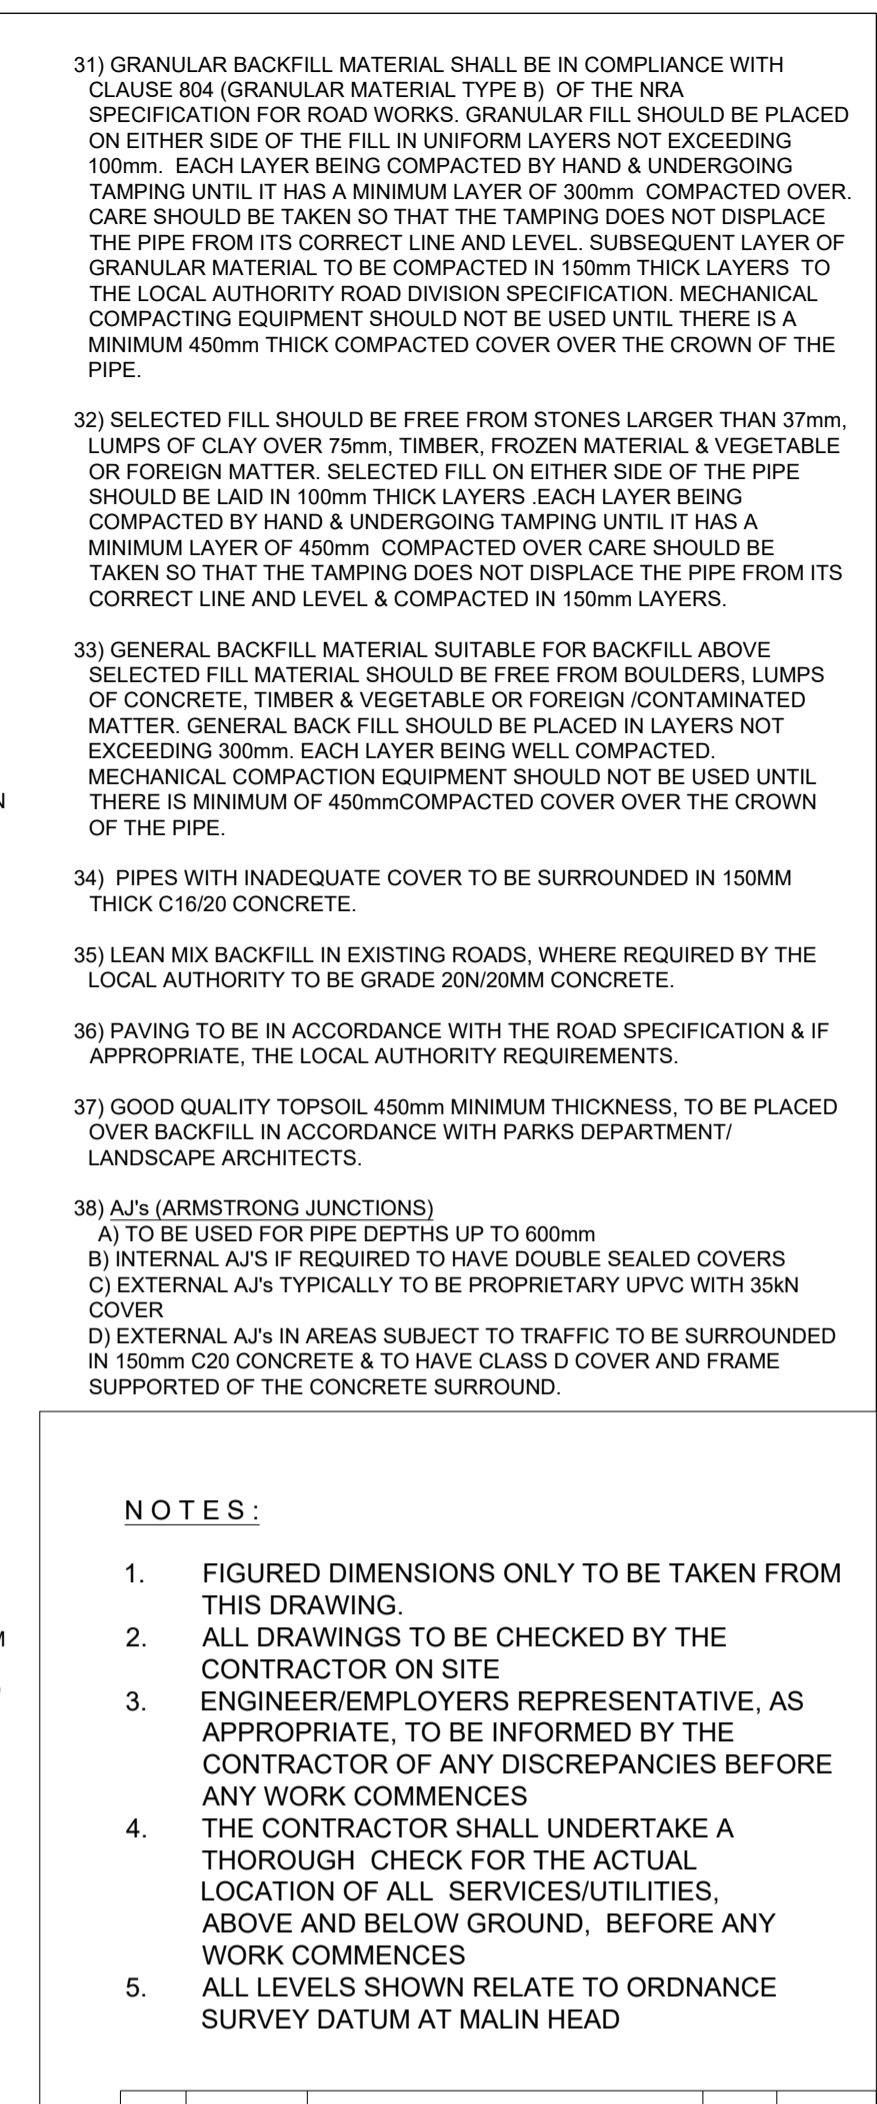 31) GRANULAR BACKFILL MATERIAL SHALL BE IN COMPLIANCE WITH
CLAUSE 804 (GRANULAR MATERIAL TYPE B) OF THE NRA
SPECIFICATION FOR ROAD WORKS. GRANULAR FILL SHOULD BE PLACED
ON EITHER SIDE OF THE FILL IN UNIFORM LAYERS NOT EXCEEDING
100mm. EACH LAYER BEING COMPACTED BY HAND & UNDERGOING
TAMPING UNTIL IT HAS A MINIMUM LAYER OF 300mm COMPACTED OVER.
CARE SHOULD BE TAKEN SO THAT THE TAMPING DOES NOT DISPLACE
THE PIPE FROM ITS CORRECT LINE AND LEVEL. SUBSEQUENT LAYER OF
GRANULAR MATERIAL TO BE COMPACTED IN 150mm THICK LAYERS TO
THE LOCAL AUTHORITY ROAD DIVISION SPECIFICATION. MECHANICAL
COMPACTING EQUIPMENT SHOULD NOT BE USED UNTIL THERE IS A
MINIMUM 450mm THICK COMPACTED COVER OVER THE CROWN OF THE
PIPE.
32) SELECTED FILL SHOULD BE FREE FROM STONES LARGER THAN 37mm,
LUMPS OF CLAY OVER 75mm, TIMBER, FROZEN MATERIAL & VEGETABLE
OR FOREIGN MATTER. SELECTED FILL ON EITHER SIDE OF THE PIPE
SHOULD BE LAID IN 100mm THICK LAYERS .EACH LAYER BEING
COMPACTED BY HAND & UNDERGOING TAMPING UNTIL IT HAS A
MINIMUM LAYER OF 450mm COMPACTED OVER CARE SHOULD BE
TAKEN SO THAT THE TAMPING DOES NOT DISPLACE THE PIPE FROM ITS
CORRECT LINE AND LEVEL & COMPACTED IN 150mm LAYERS.
33) GENERAL BACKFILL MATERIAL SUITABLE FOR BACKFILL ABOVE
SELECTED FILL MATERIAL SHOULD BE FREE FROM BOULDERS, LUMPS
OF CONCRETE, TIMBER & VEGETABLE OR FOREIGN /CONTAMINATED
MATTER. GENERAL BACK FILL SHOULD BE PLACED IN LAYERS NOT
EXCEEDING 300mm. EACH LAYER BEING WELL COMPACTED.
MECHANICAL COMPACTION EQUIPMENT SHOULD NOT BE USED UNTIL
THERE IS MINIMUM OF 450mmCOMPACTED COVER OVER THE CROWN
OF THE PIPE.
34) PIPES WITH INADEQUATE COVER TO BE SURROUNDED IN 150MM
THICK C16/20 CONCRETE.
35) LEAN MIX BACKFILL IN EXISTING ROADS, WHERE REQUIRED BY THE
LOCAL AUTHORITY TO BE GRADE 20N/20MM CONCRETE.
36) PAVING TO BE IN ACCORDANCE WITH THE ROAD SPECIFICATION & IF
APPROPRIATE, THE LOCAL AUTHORITY REQUIREMENTS.
37) GOOD QUALITY TOPSOIL 450mm MINIMUM THICKNESS, TO BE PLACED
OVER BACKFILL IN ACCORDANCE WITH PARKS DEPARTMENT/
LANDSCAPE ARCHITECTS.
38) AJ's (ARMSTRONG JUNCTIONS)
A) TO BE USED FOR PIPE DEPTHS UP TO 600mm
B) INTERNAL AJ'S IF REQUIRED TO HAVE DOUBLE SEALED COVERS
C) EXTERNAL AJ's TYPICALLY TO BE PROPRIETARY UPVC WITH 35kN
COVER
D) EXTERNAL AJ's IN AREAS SUBJECT TO TRAFFIC TO BE SURROUNDED
IN 150mm C20 CONCRETE & TO HAVE CLASS D COVER AND FRAME
SUPPORTED OF THE CONCRETE SURROUND.
N O T E S :
1. FIGURED DIMENSIONS ONLY TO BE TAKEN FROM
THIS DRAWING.
2. ALL DRAWINGS TO BE CHECKED BY THE
CONTRACTOR ON SITE
3. ENGINEER/EMPLOYERS REPRESENTATIVE, AS
APPROPRIATE, TO BE INFORMED BY THE
CONTRACTOR OF ANY DISCREPANCIES BEFORE
ANY WORK COMMENCES
4. THE CONTRACTOR SHALL UNDERTAKE A
THOROUGH CHECK FOR THE ACTUAL
LOCATION OF ALL SERVICES/UTILITIES,
ABOVE AND BELOW GROUND, BEFORE ANY
WORK COMMENCES
5. ALL LEVELS SHOWN RELATE TO ORDNANCE
SURVEY DATUM AT MALIN HEAD